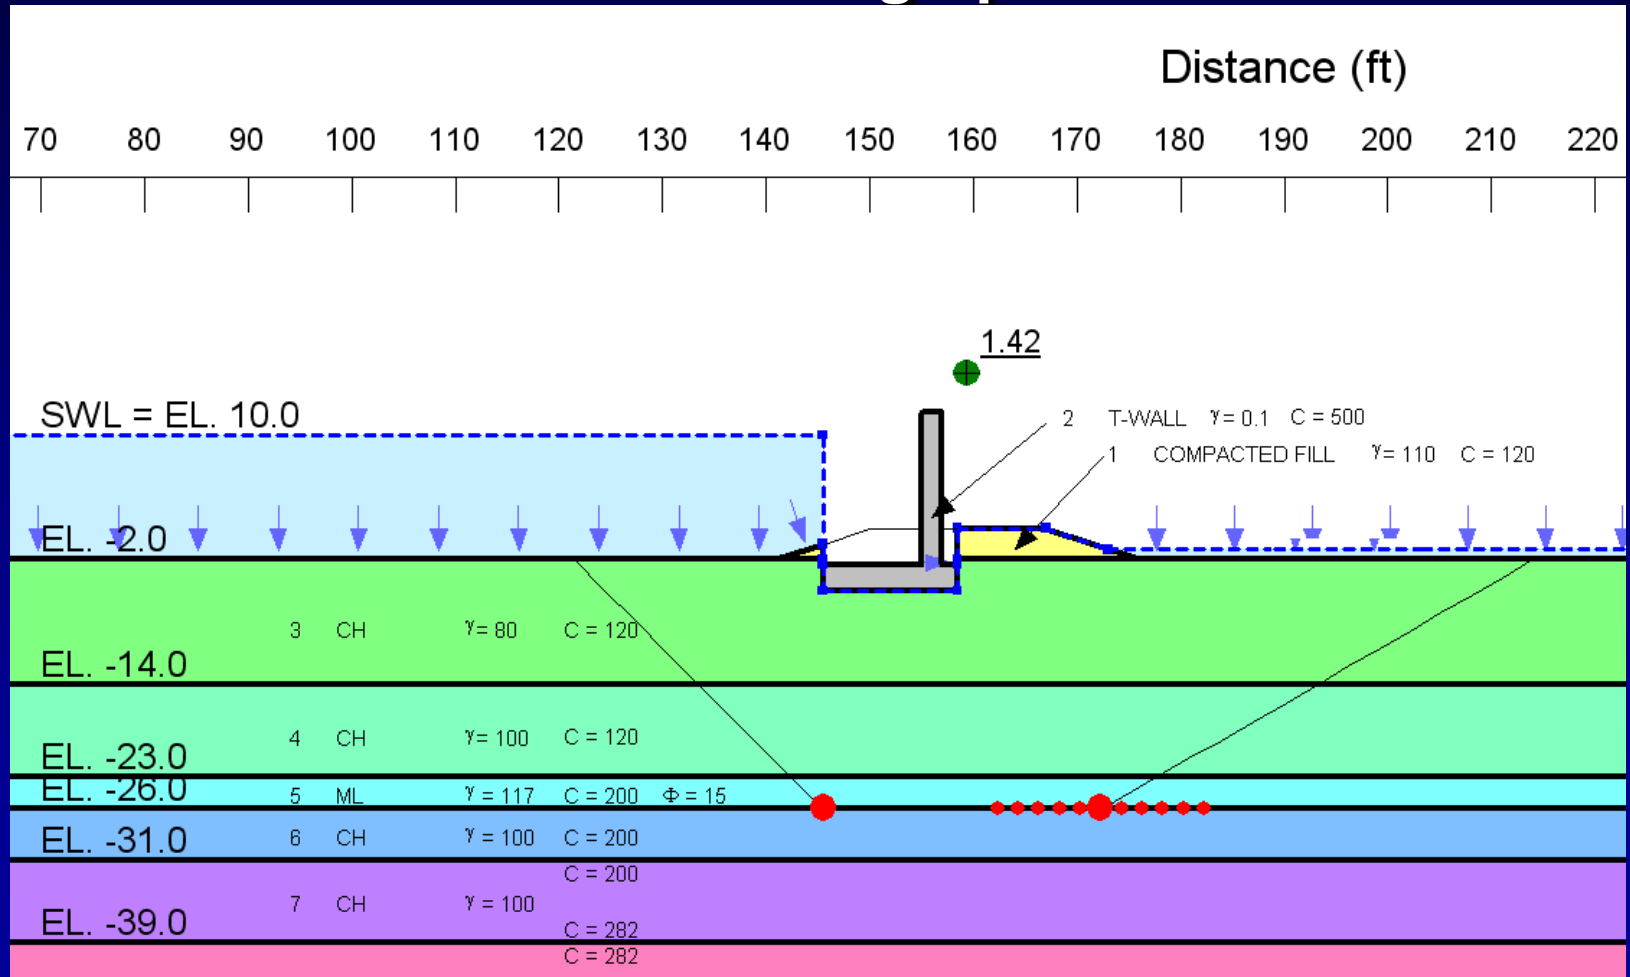 Distance (ft)
70 80 90 100 110 120 130 140 150 160 170 180 190 200 210 220
1.42
SWL = EL. 10.0
2 T-WALL γ = 0.1 C = 500
1 COMPACTED FILL γ = 110 C = 120
EL. -2.0
3 CH γ = 80 C = 120
EL. -14.0
4 CH γ = 100 C = 120
EL. -23.0
EL. -26.0
5 ML γ = 117 C = 200 Φ = 15
EL. -31.0
6 CH γ = 100 C = 200
C = 200
7 CH γ = 100
EL. -39.0
C = 282
C = 282